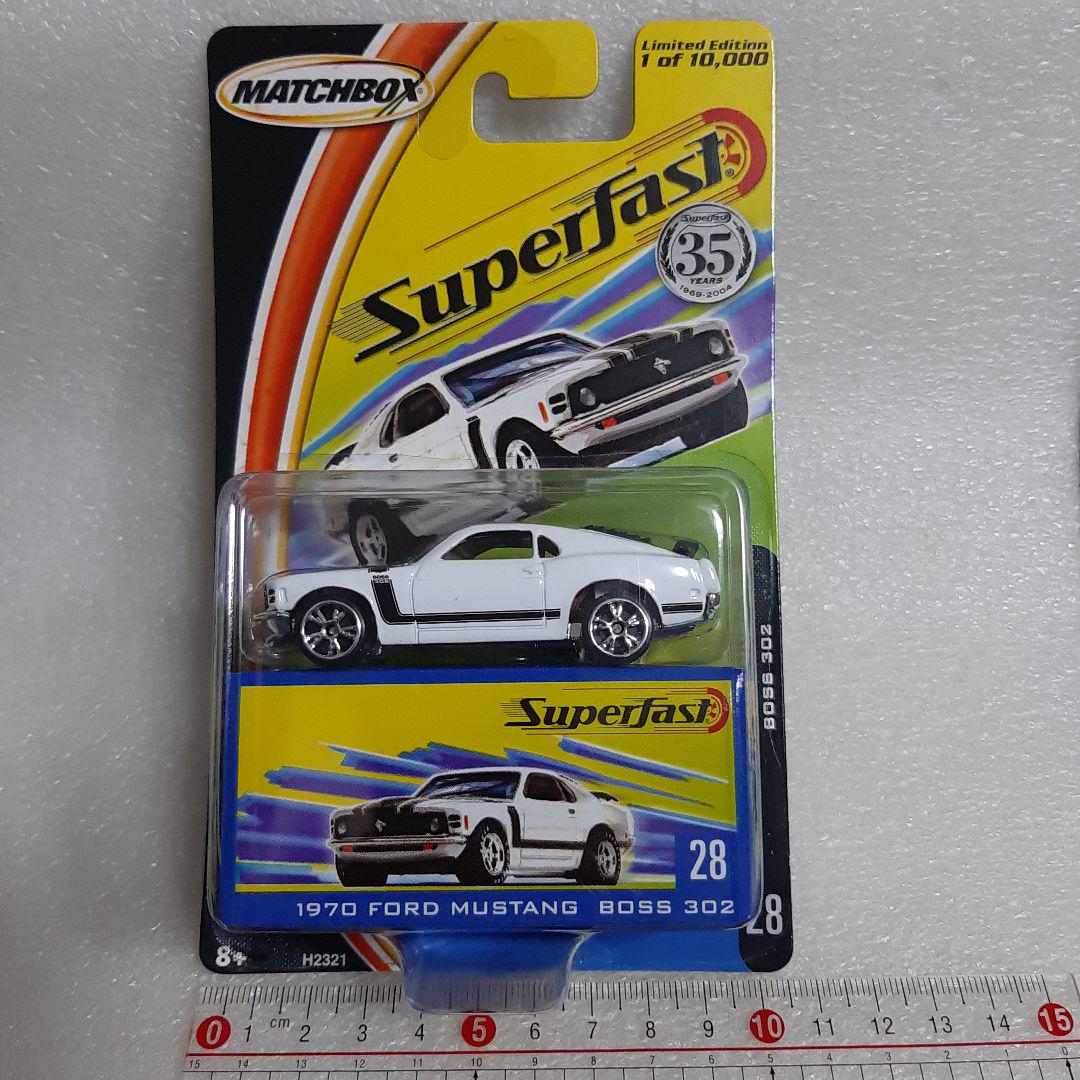 MATCHBOX
Limited Edition
1 of 10,000
Superfast
Superfast
35
YEARS
1969-2004
BOSS
302
BOSS 302
Superfast
28
1970 FORD MUSTANG BOSS 302
28
8+
H2321
0 1 cm 2 3 4 5 6 7 8 9 10 11 12 13 14 15
15 14 13 12 11 10 9 8 7 6 5 4 3 2 1 0